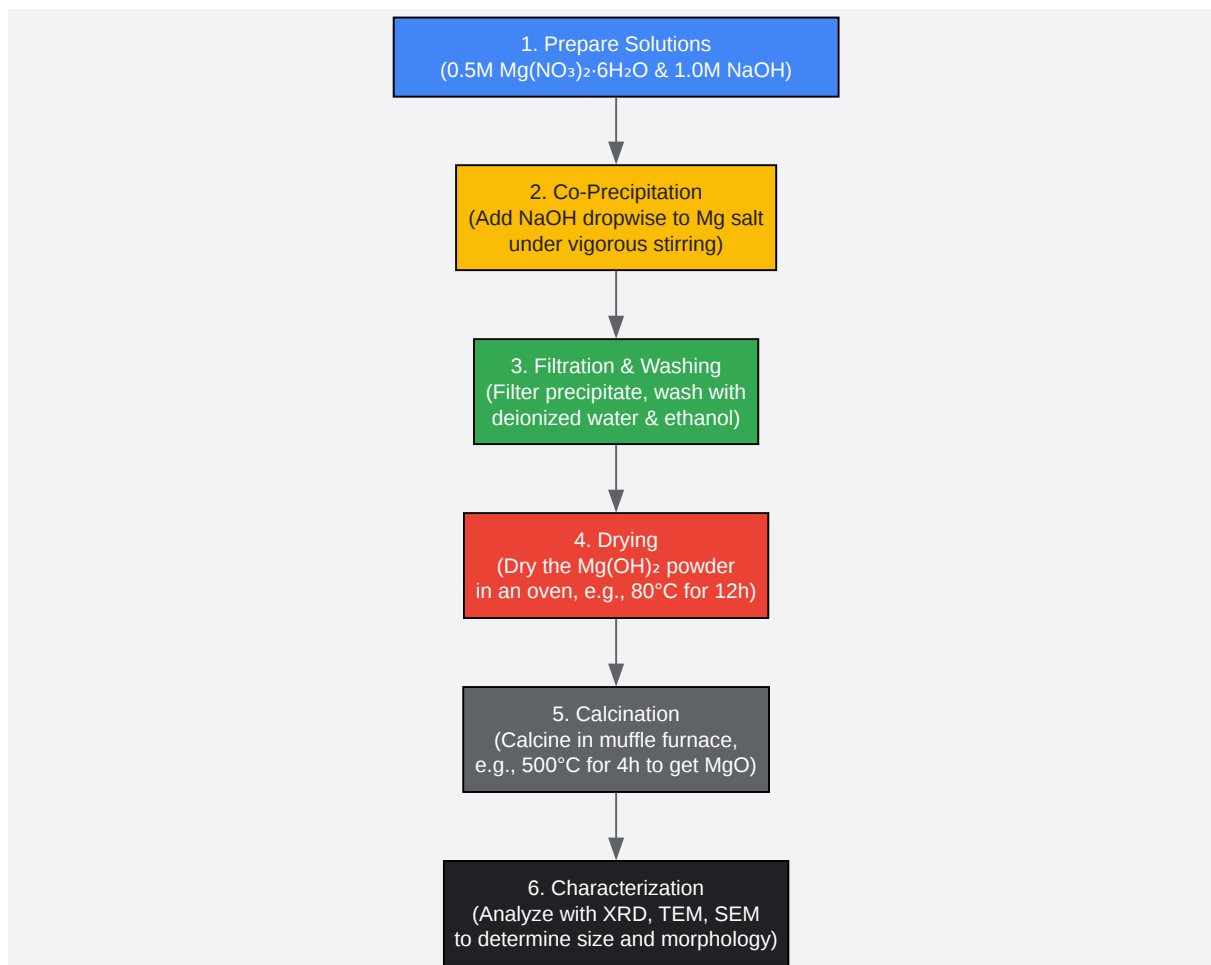 1. Prepare Solutions
(0.5M Mg(NO₃)₂·6H₂O & 1.0M NaOH)
2. Co-Precipitation
(Add NaOH dropwise to Mg salt
under vigorous stirring)
3. Filtration & Washing
(Filter precipitate, wash with
deionized water & ethanol)
4. Drying
(Dry the Mg(OH)₂ powder
in an oven, e.g., 80°C for 12h)
5. Calcination
(Calcine in muffle furnace,
e.g., 500°C for 4h to get MgO)
6. Characterization
(Analyze with XRD, TEM, SEM
to determine size and morphology)